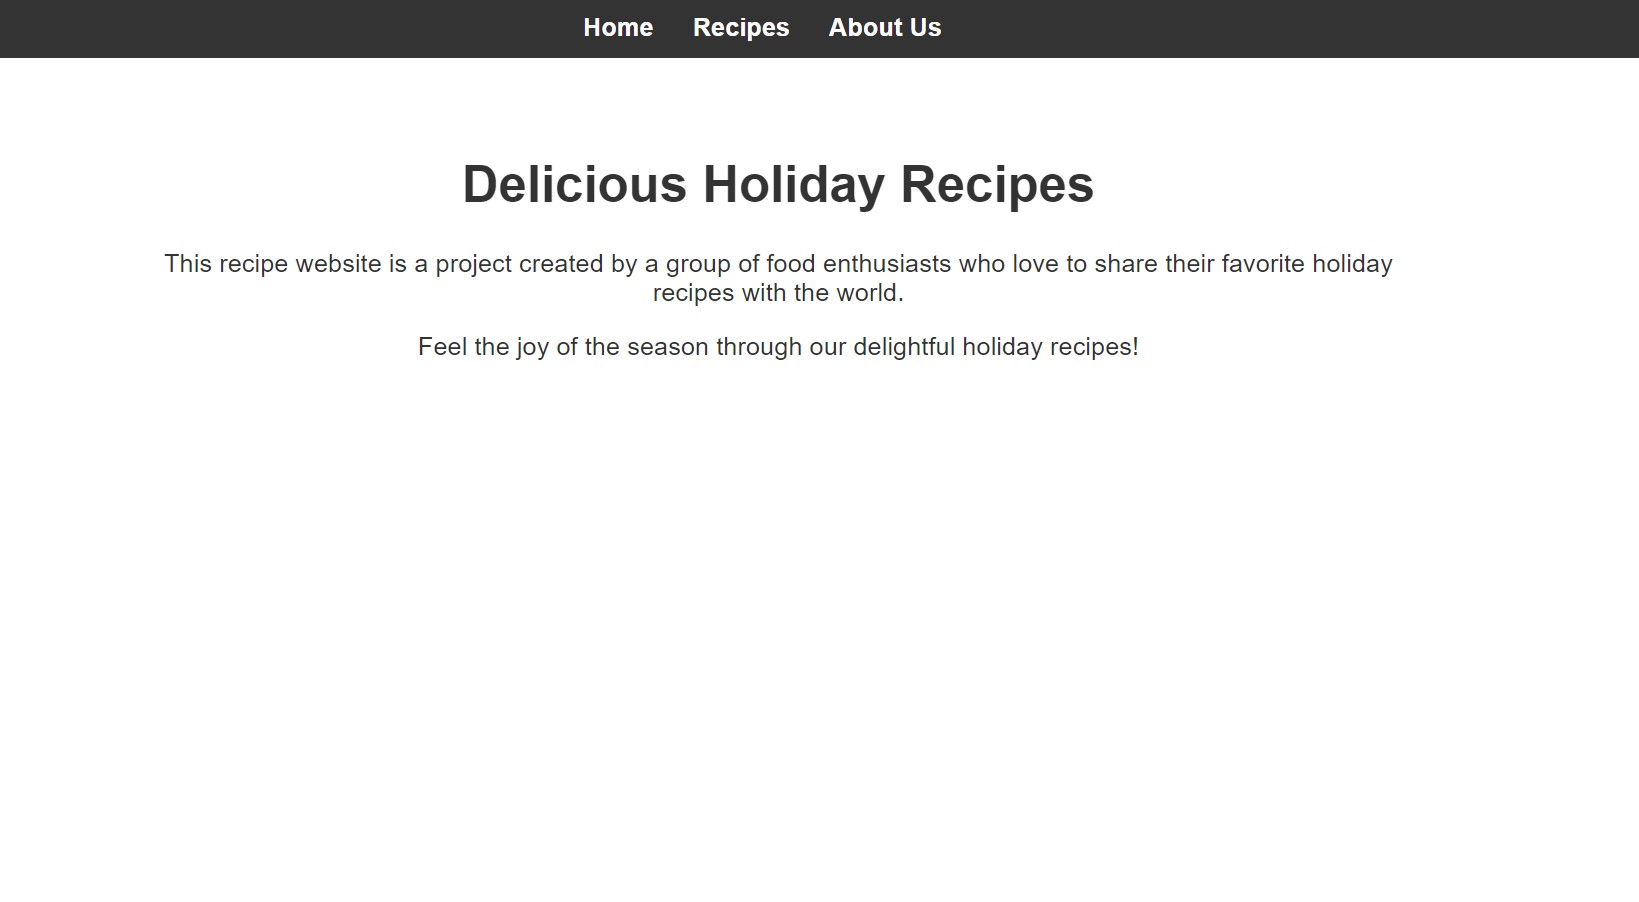 Home Recipes About Us
Delicious Holiday Recipes
This recipe website is a project created by a group of food enthusiasts who love to share their favorite holiday
recipes with the world.
Feel the joy of the season through our delightful holiday recipes!